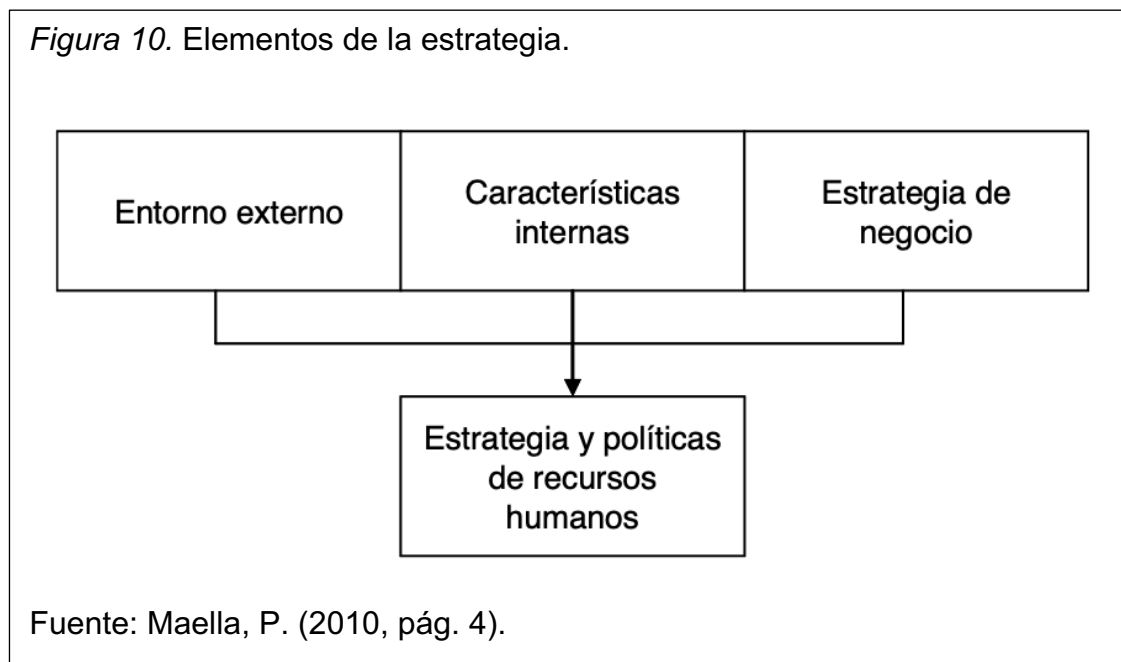 Figura 10. Elementos de la estrategia.
Entorno externo
Característícas
internas
Estrategia de
negocio
Estrategia y políticas
de recursos
humanos
Fuente: Maella, P. (2010, pág. 4).